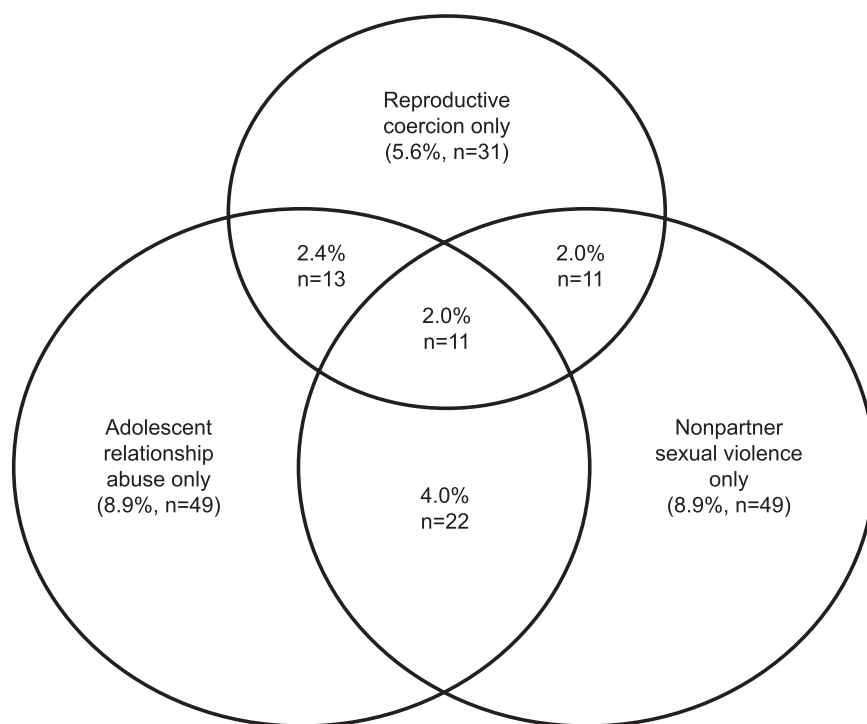 Reproductive
coercion only
(5.6%, n=31)
2.4%
n=13
2.0%
n=11
2.0%
n=11
Adolescent
relationship
abuse only
(8.9%, n=49)
Nonpartner
sexual violence
only
(8.9%, n=49)
4.0%
n=22